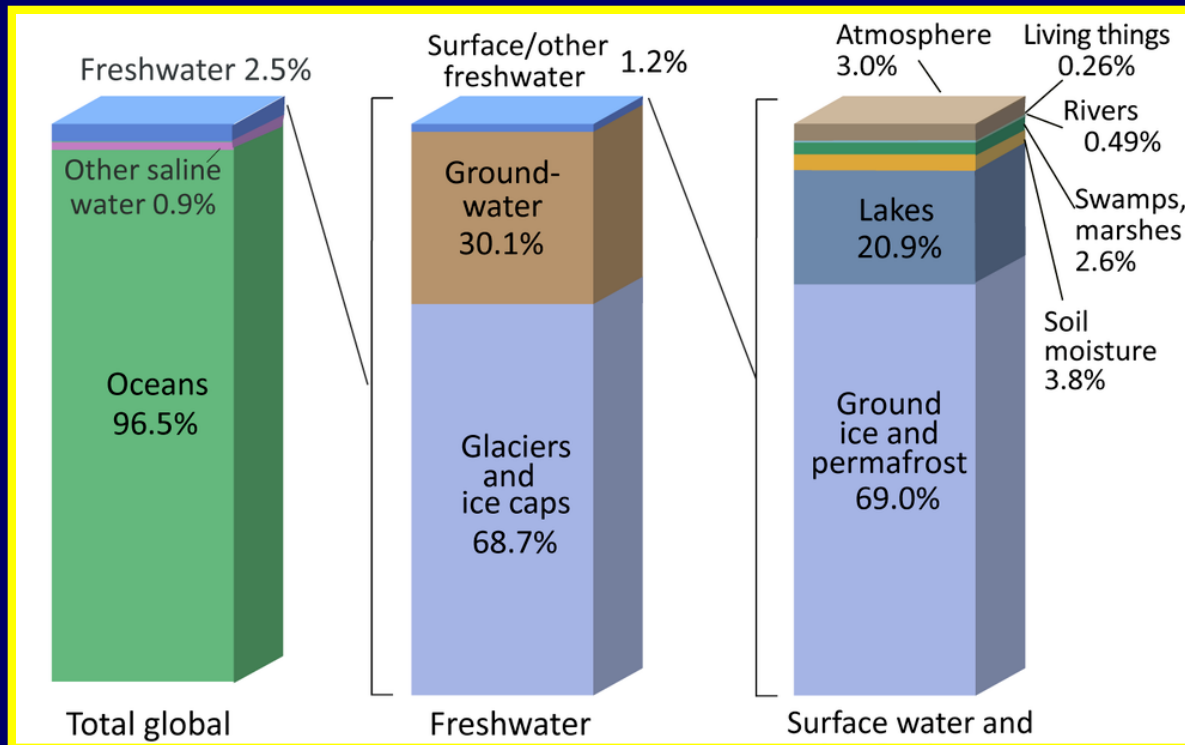 Freshwater 2.5%
Other saline
water 0.9%
Oceans
96.5%
Total global
Surface/other
freshwater
1.2%
Ground-
water
30.1%
Glaciers
and
ice caps
68.7%
Freshwater
Atmosphere
3.0%
Living things
0.26%
Rivers
0.49%
Swamps,
marshes
2.6%
Soil
moisture
3.8%
Lakes
20.9%
Ground
ice and
permafrost
69.0%
Surface water and